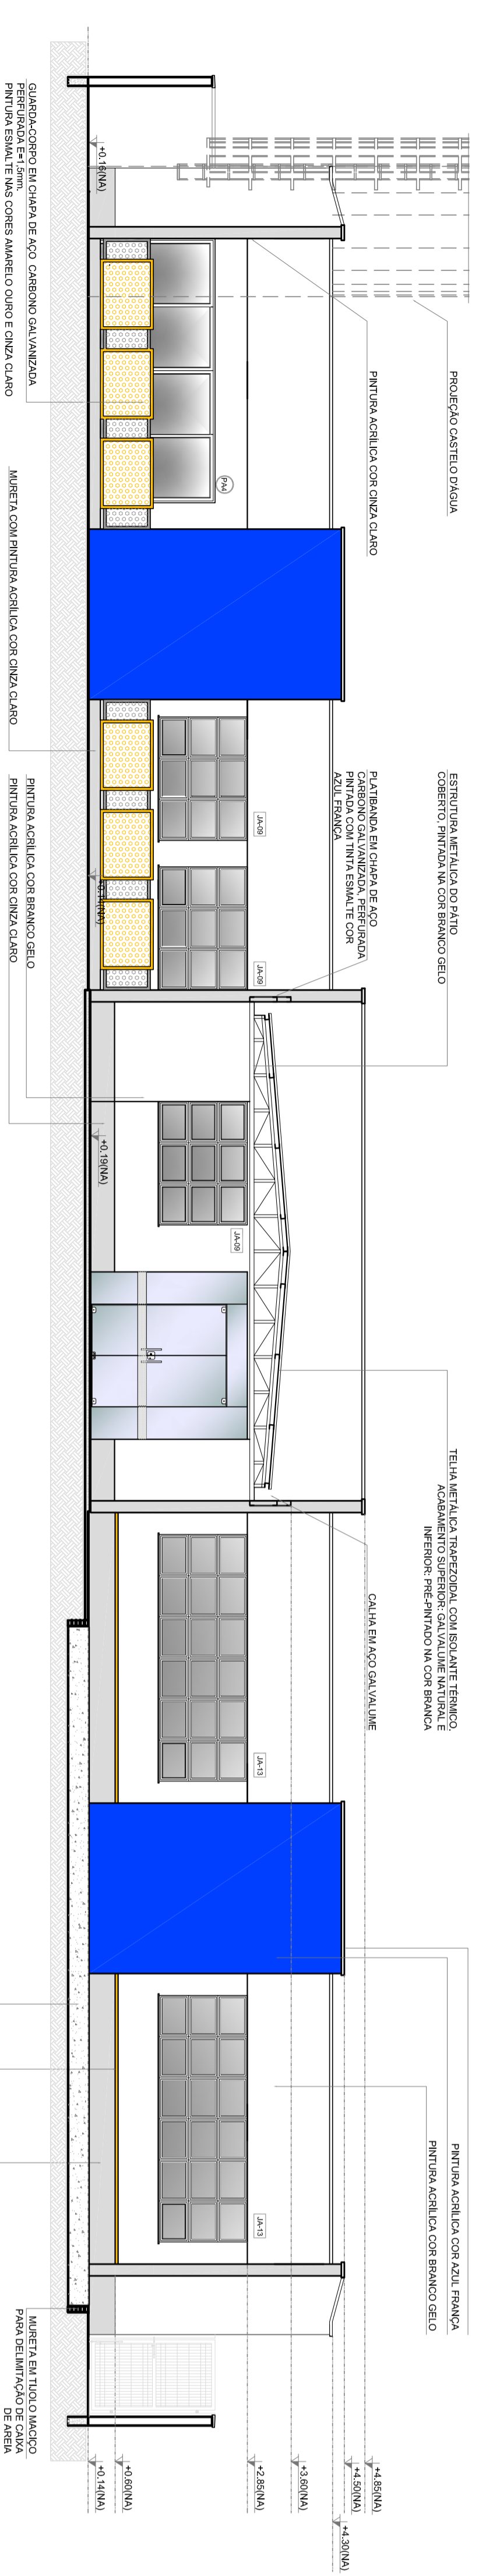 PROJEÇÃO CASTELO D'ÁGUA
PINTURA ACRÍLICA COR CINZA CLARO
ESTRUTURA METÁLICA DO PÁTIO
COBERTO, PINTADA NA COR BRANCO GELO
PLATIBANDA EM CHAPA DE AÇO
CARBONO GALVANIZADA, PERFURADA
PINTADA COM TINTA ESMALTE COR
AZUL FRANÇA
TELHA METÁLICA TRAPEZOIDAL COM ISOLANTE TÉRMICO.
ACABAMENTO SUPERIOR: GALVALUME NATURAL E
INFERIOR: PRÉ-PINTADO NA COR BRANCA
CALHA EM AÇO GALVALUME
PINTURA ACRÍLICA COR AZUL FRANÇA
PINTURA ACRÍLICA COR BRANCO GELO
+4.85(NA)
+4.50(NA)
+4.30(NA)
+3.60(NA)
+2.85(NA)
+0.60(NA)
+0.14(NA)
PA4
JA-09
JA-09
JA-09
JA-13
JA-13
+0.16(NA)
+0.19(NA)
GUARDA-CORPO EM CHAPA DE AÇO CARBONO GALVANIZADA
PERFURADA E=1,5mm.
PINTURA ESMALTE NAS CORES AMARELO OURO E CINZA CLARO
MURETA COM PINTURA ACRÍLICA COR CINZA CLARO
PINTURA ACRÍLICA COR BRANCO GELO
PINTURA ACRÍLICA COR CINZA CLARO
MURETA EM TIJOLO MACIÇO
PARA DELIMITAÇÃO DE CAIXA
DE AREIA